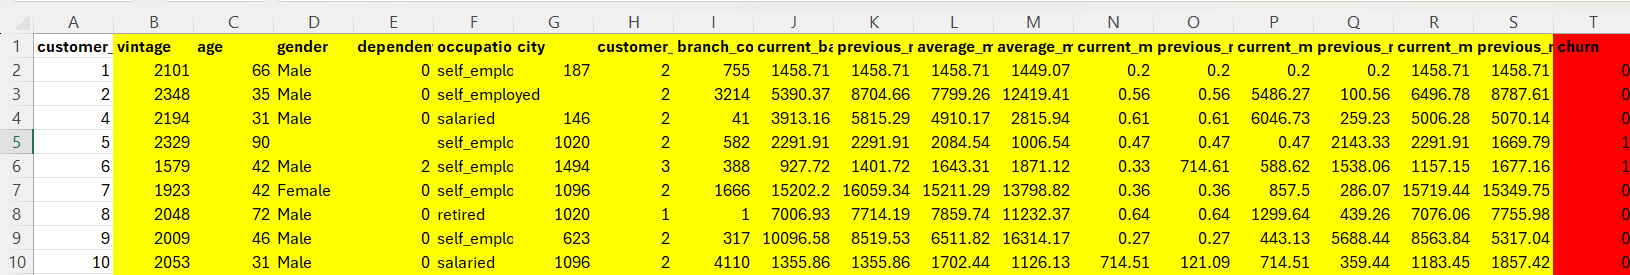 A B C D E F G H I J K L M N O P Q R S T
1 customer_ vintage age gender dependen occupatio city customer_ branch_co current_ba previous_r average_m average_m current_m previous_r current_m previous_r current_m previous_r churn
2 1 2101 66 Male 0 self_emplo 187 2 755 1458.71 1458.71 1458.71 1449.07 0.2 0.2 0.2 0.2 1458.71 1458.71 0
3 2 2348 35 Male 0 self_employed 2 3214 5390.37 8704.66 7799.26 12419.41 0.56 0.56 5486.27 100.56 6496.78 8787.61 0
4 4 2194 31 Male 0 salaried 146 2 41 3913.16 5815.29 4910.17 2815.94 0.61 0.61 6046.73 259.23 5006.28 5070.14 0
5 5 2329 90 self_emplo 1020 2 582 2291.91 2291.91 2084.54 1006.54 0.47 0.47 0.47 2143.33 2291.91 1669.79 1
6 6 1579 42 Male 2 self_emplo 1494 3 388 927.72 1401.72 1643.31 1871.12 0.33 714.61 588.62 1538.06 1157.15 1677.16 1
7 7 1923 42 Female 0 self_emplo 1096 2 1666 15202.2 16059.34 15211.29 13798.82 0.36 0.36 857.5 286.07 15719.44 15349.75 0
8 8 2048 72 Male 0 retired 1020 1 1 7006.93 7714.19 7859.74 11232.37 0.64 0.64 1299.64 439.26 7076.06 7755.98 0
9 9 2009 46 Male 0 self_emplo 623 2 317 10096.58 8519.53 6511.82 16314.17 0.27 0.27 443.13 5688.44 8563.84 5317.04 0
10 10 2053 31 Male 0 salaried 1096 2 4110 1355.86 1355.86 1702.44 1126.13 714.51 121.09 714.51 359.44 1183.45 1857.42 0